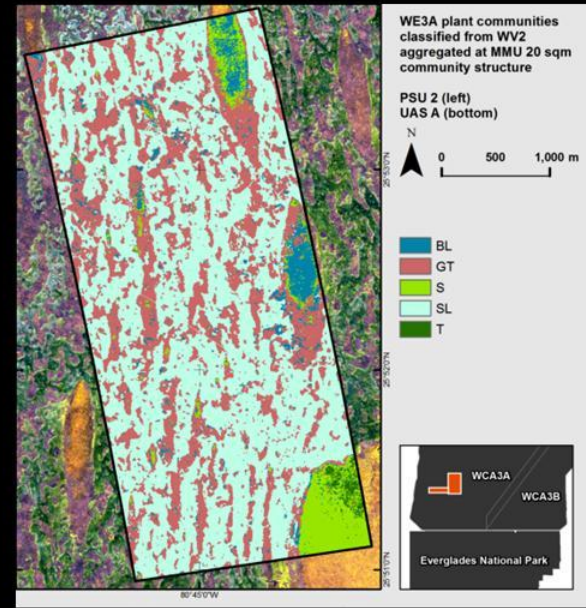 WE3A plant communities
classified from WV2
aggregated at MMU 20 sqm
community structure
PSU 2 (left)
UAS A (bottom)
N
0 500 1,000 m
25°53'0"N
BL
GT
S
SL
T
25°52'0"N
WCA3A
WCA3B
Everglades National Park
25°51'0"N
80°45'0"W